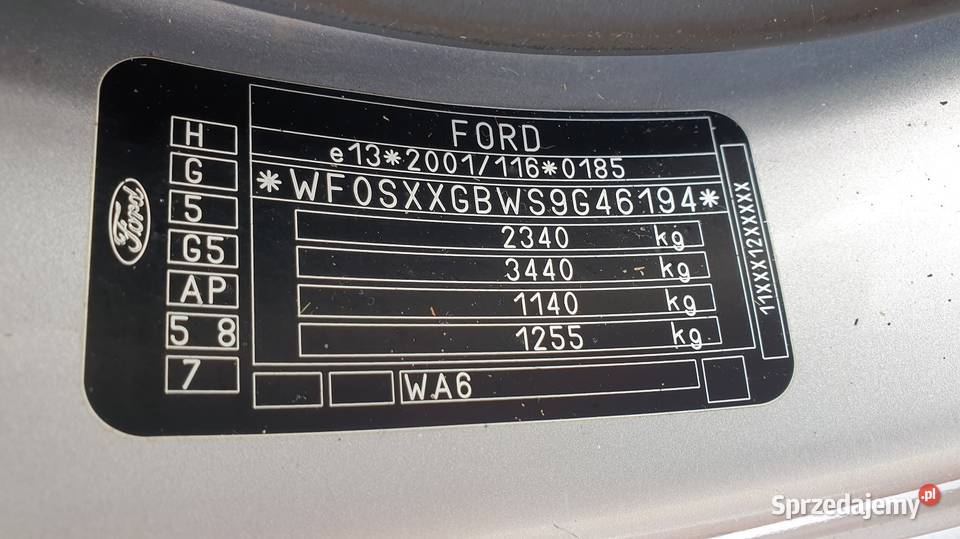 FORD
e13*2001/116*0185
*WF0SXXGBWS9G46194*
2340 kg
3440 kg
1140 kg
1255 kg
WA6
H
G
5
G5
AP
5 8
7
Ford
11XXX12XXXXX
Sprzedajemy.pl